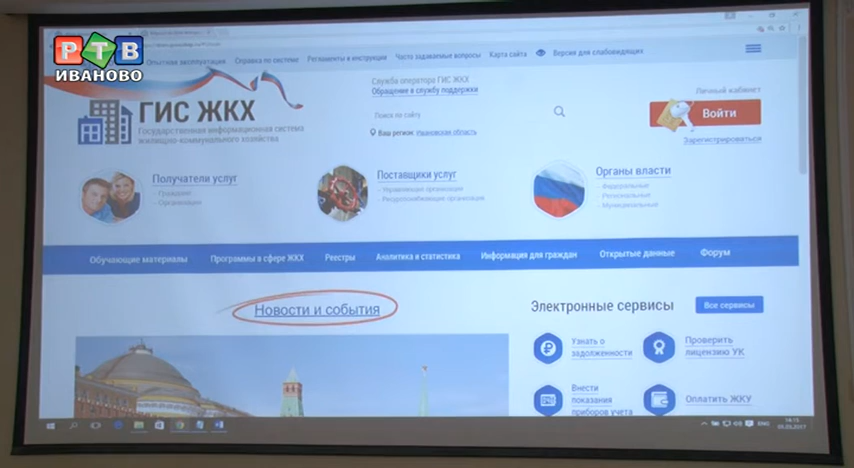 РТВ
ИВАНОВО
Опытная эксплуатация Справка по системе Регламенты и инструкции Часто задаваемые вопросы Карта сайта Версия для слабовидящих
ГИС ЖКХ
Государственная информационная система
жилищно-коммунального хозяйства
Служба оператора ГИС ЖКХ
Обращение в службу поддержки
Поиск по сайту
Ваш регион: Ивановская область
Личный кабинет
Войти
Зарегистрироваться
Получатели услуг
- Граждане
- Организации
Поставщики услуг
- Управляющие организации
- Ресурсоснабжающие организации
Органы власти
- Федеральные
- Региональные
- Муниципальные
Обучающие материалы Программы в сфере ЖКХ Реестры Аналитика и статистика Информация для граждан Открытые данные Форум
Новости и события
Электронные сервисы
Все сервисы
Узнать о
задолженности
Проверить
лицензию УК
Внести
показания
приборов учета
Оплатить ЖКУ
ENG